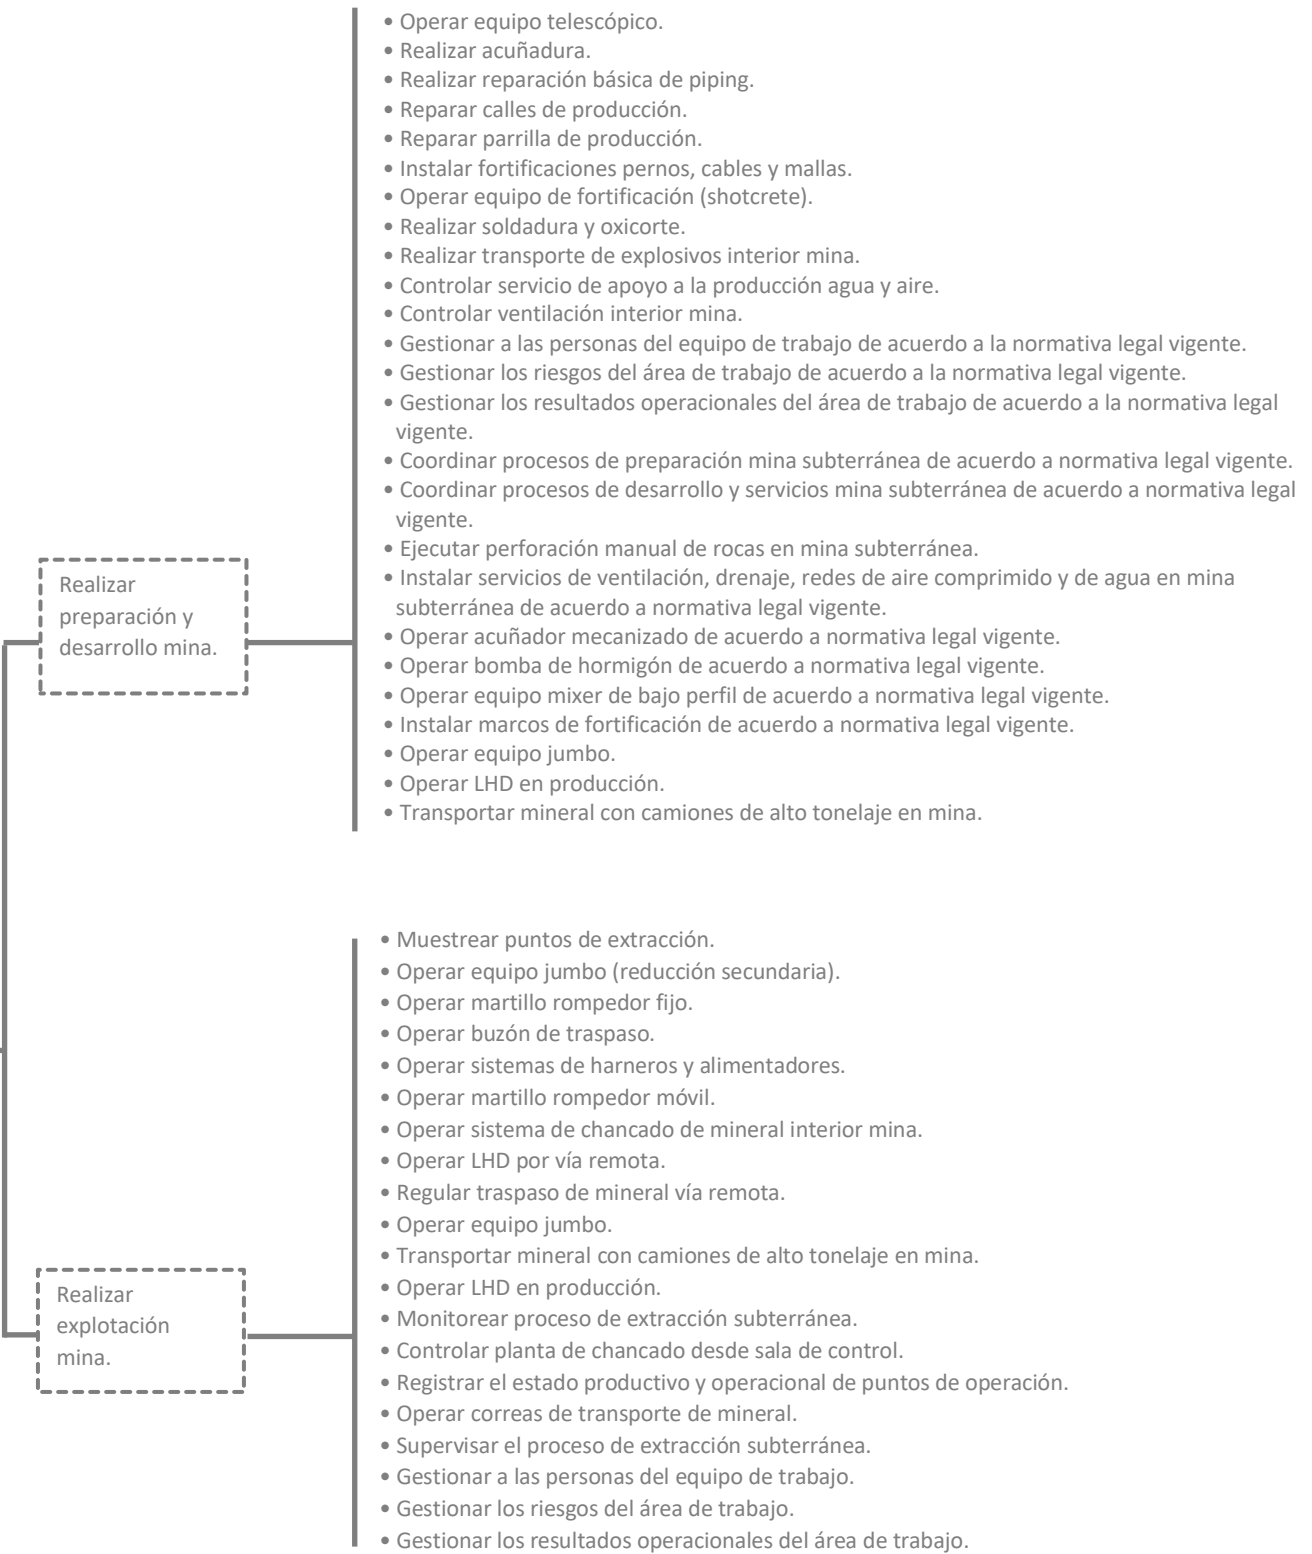 • Operar equipo telescópico.
• Realizar acuñadura.
• Realizar reparación básica de piping.
• Reparar calles de producción.
• Reparar parrilla de producción.
• Instalar fortificaciones pernos, cables y mallas.
• Operar equipo de fortificación (shotcrete).
• Realizar soldadura y oxicorte.
• Realizar transporte de explosivos interior mina.
• Controlar servicio de apoyo a la producción agua y aire.
• Controlar ventilación interior mina.
• Gestionar a las personas del equipo de trabajo de acuerdo a la normativa legal vigente.
• Gestionar los riesgos del área de trabajo de acuerdo a la normativa legal vigente.
• Gestionar los resultados operacionales del área de trabajo de acuerdo a la normativa legal
vigente.
• Coordinar procesos de preparación mina subterránea de acuerdo a normativa legal vigente.
• Coordinar procesos de desarrollo y servicios mina subterránea de acuerdo a normativa legal
vigente.
• Ejecutar perforación manual de rocas en mina subterránea.
• Instalar servicios de ventilación, drenaje, redes de aire comprimido y de agua en mina
subterránea de acuerdo a normativa legal vigente.
• Operar acuñador mecanizado de acuerdo a normativa legal vigente.
• Operar bomba de hormigón de acuerdo a normativa legal vigente.
• Operar equipo mixer de bajo perfil de acuerdo a normativa legal vigente.
• Instalar marcos de fortificación de acuerdo a normativa legal vigente.
• Operar equipo jumbo.
• Operar LHD en producción.
• Transportar mineral con camiones de alto tonelaje en mina.
Realizar
preparación y
desarrollo mina.
• Muestrear puntos de extracción.
• Operar equipo jumbo (reducción secundaria).
• Operar martillo rompedor fijo.
• Operar buzón de traspaso.
• Operar sistemas de harneros y alimentadores.
• Operar martillo rompedor móvil.
• Operar sistema de chancado de mineral interior mina.
• Operar LHD por vía remota.
• Regular traspaso de mineral vía remota.
• Operar equipo jumbo.
• Transportar mineral con camiones de alto tonelaje en mina.
• Operar LHD en producción.
• Monitorear proceso de extracción subterránea.
• Controlar planta de chancado desde sala de control.
• Registrar el estado productivo y operacional de puntos de operación.
• Operar correas de transporte de mineral.
• Supervisar el proceso de extracción subterránea.
• Gestionar a las personas del equipo de trabajo.
• Gestionar los riesgos del área de trabajo.
• Gestionar los resultados operacionales del área de trabajo.
Realizar
explotación
mina.